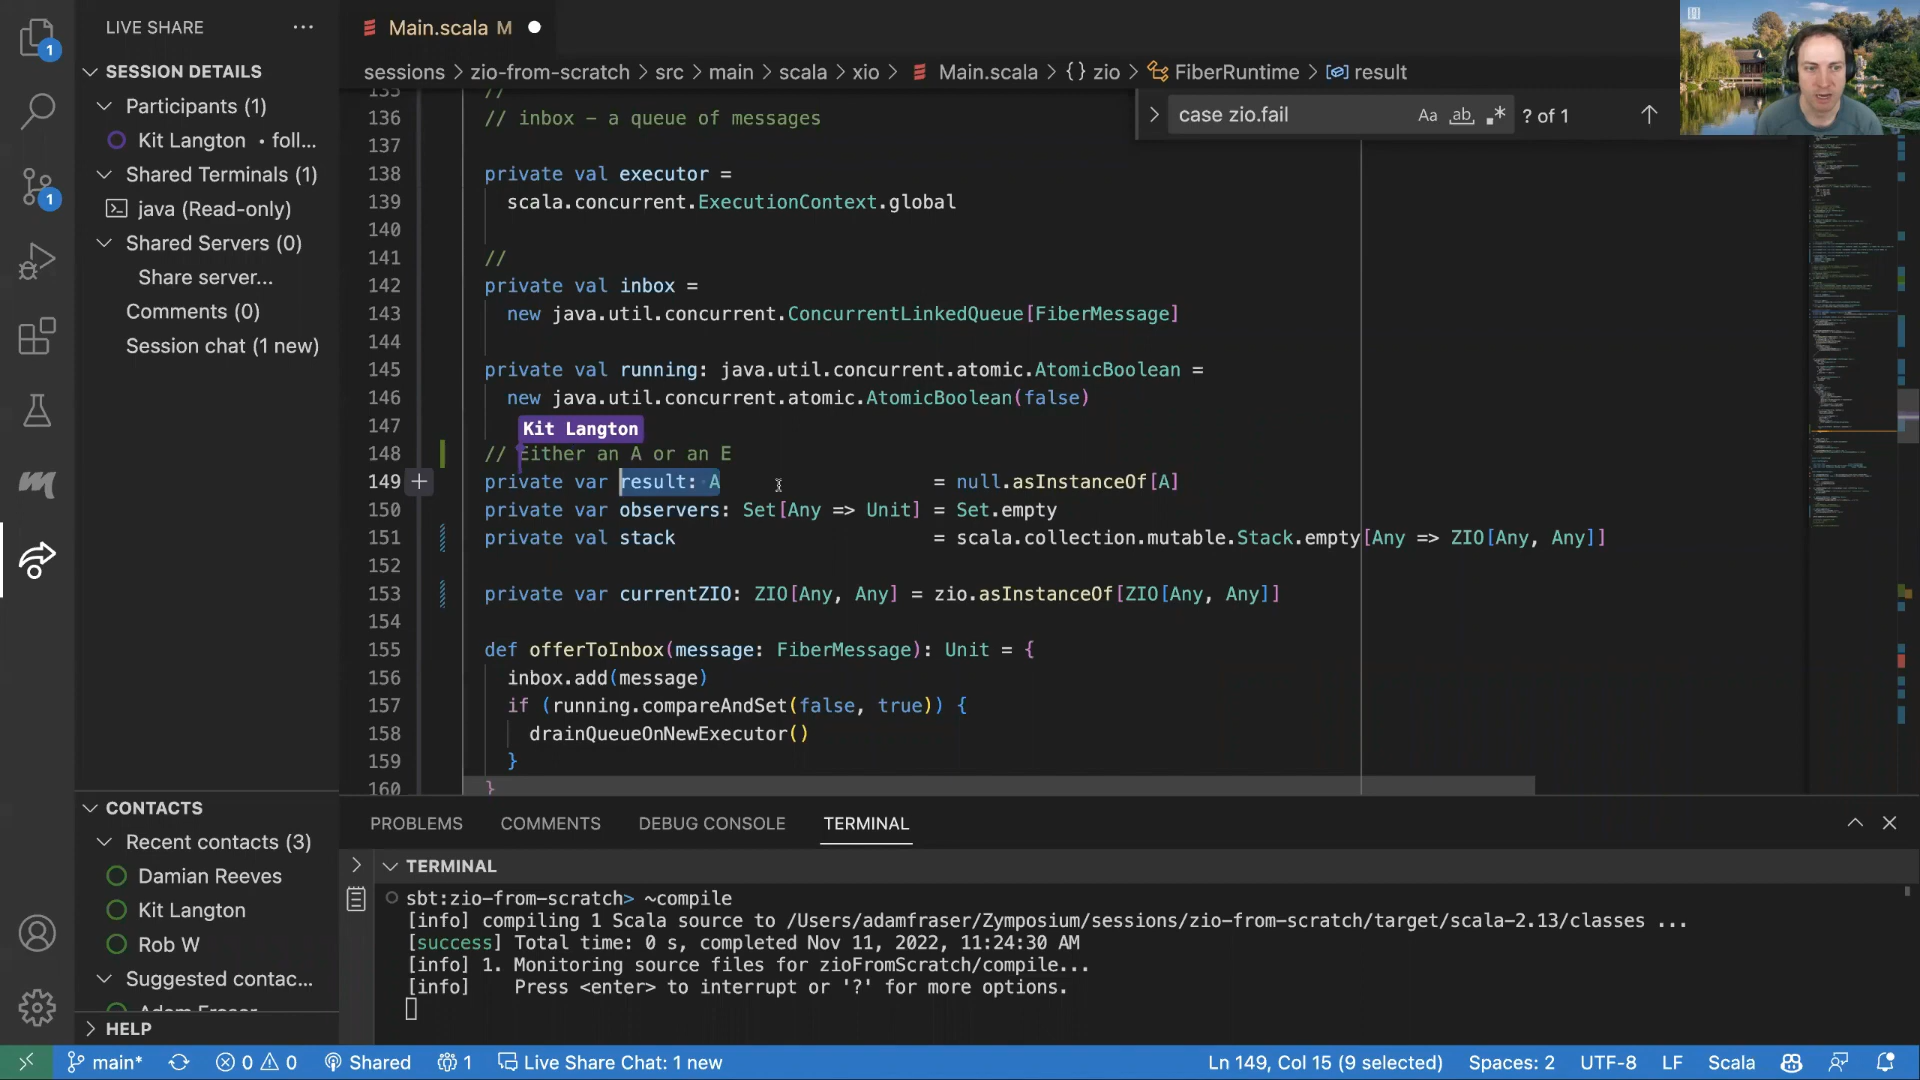 LIVE SHARE
SESSION DETAILS
Participants (1)
Kit Langton • foll...
Shared Terminals (1)
java (Read-only)
Shared Servers (0)
Share server...
Comments (0)
Session chat (1 new)
CONTACTS
Recent contacts (3)
Damian Reeves
Kit Langton
Rob W
Suggested contac...
Adam Fraser
HELP
1
1
Main.scala M
sessions > zio-from-scratch > src > main > scala > xio > Main.scala > {} zio > FiberRuntime > result
case zio.fail Aa ab .* ? of 1
135 //
136 // inbox – a queue of messages
137
138 private val executor =
139 scala.concurrent.ExecutionContext.global
140
141 //
142 private val inbox =
143 new java.util.concurrent.ConcurrentLinkedQueue[FiberMessage]
144
145 private val running: java.util.concurrent.atomic.AtomicBoolean =
146 new java.util.concurrent.atomic.AtomicBoolean(false)
147 Kit Langton
148 // Either an A or an E
149 private var result: A = null.asInstanceOf[A]
150 private var observers: Set[Any => Unit] = Set.empty
151 private val stack = scala.collection.mutable.Stack.empty[Any => ZIO[Any, Any]]
152
153 private var currentZIO: ZIO[Any, Any] = zio.asInstanceOf[ZIO[Any, Any]]
154
155 def offerToInbox(message: FiberMessage): Unit = {
156 inbox.add(message)
157 if (running.compareAndSet(false, true)) {
158 drainQueueOnNewExecutor()
159 }
160 }
PROBLEMS COMMENTS DEBUG CONSOLE TERMINAL
TERMINAL
sbt:zio-from-scratch> ~compile
[info] compiling 1 Scala source to /Users/adamfraser/Zymposium/sessions/zio-from-scratch/target/scala-2.13/classes ...
[success] Total time: 0 s, completed Nov 11, 2022, 11:24:30 AM
[info] 1. Monitoring source files for zioFromScratch/compile...
[info] Press <enter> to interrupt or '?' for more options.
main* 0 0 Shared 1 Live Share Chat: 1 new Ln 149, Col 15 (9 selected) Spaces: 2 UTF-8 LF Scala